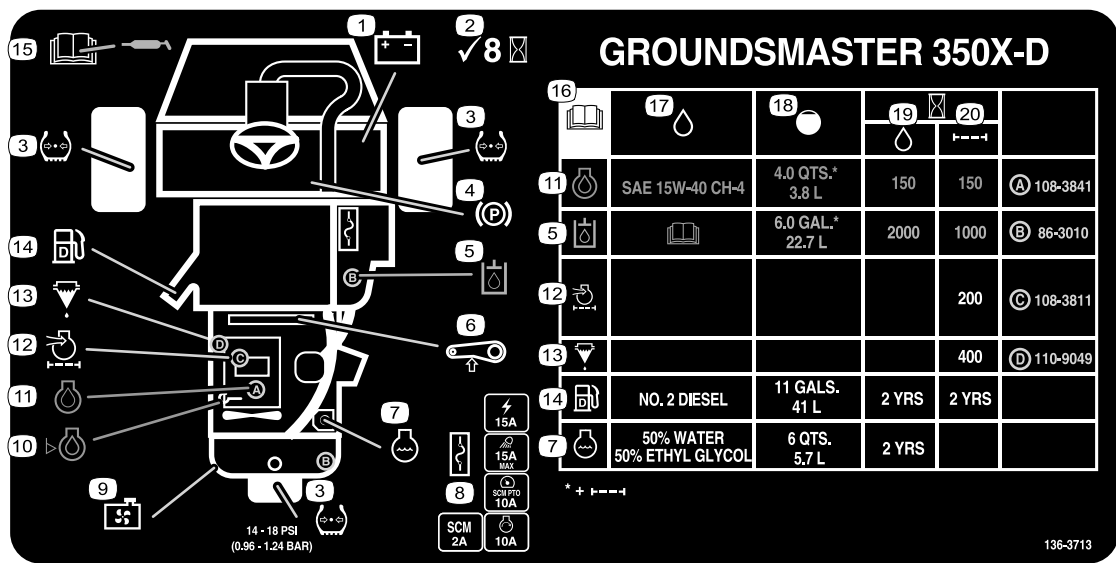 GROUNDSMASTER 350X-D
15
1
2
✓8
3
3
4
(P)
14
D
5
B
13
12
D
C
6
11
A
10
7
9
B
3
8
14 - 18 PSI
(0.96 - 1.24 BAR)
15A
15A
MAX
SCM PTO
10A
SCM
2A
10A
16
17
18
19
20
11
SAE 15W-40 CH-4
4.0 QTS.*
3.8 L
150
150
A 108-3841
5
6.0 GAL.*
22.7 L
2000
1000
B 86-3010
12
200
C 108-3811
13
400
D 110-9049
14
D
NO. 2 DIESEL
11 GALS.
41 L
2 YRS
2 YRS
7
50% WATER
50% ETHYL GLYCOL
6 QTS.
5.7 L
2 YRS
* +
136-3713